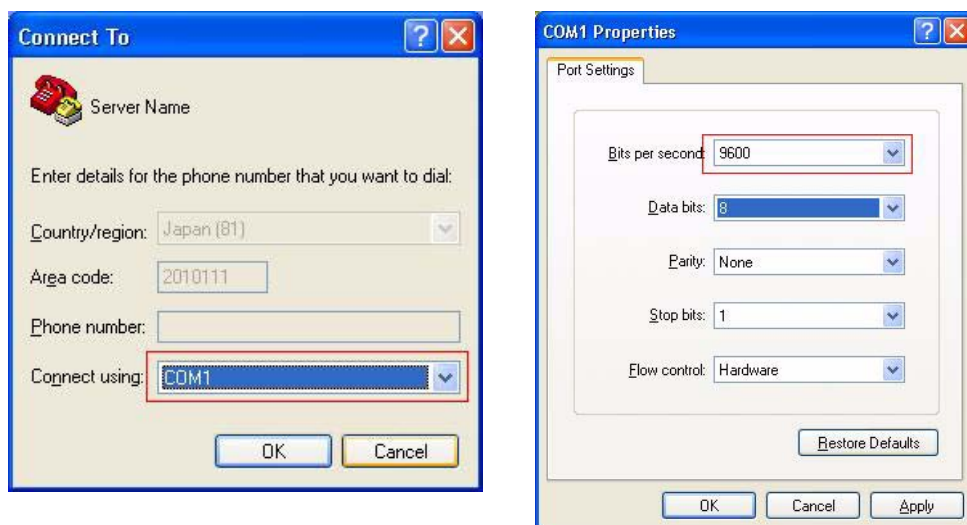 Connect To
Server Name
Enter details for the phone number that you want to dial:
Country/region: Japan (81)
Area code: 2010111
Phone number:
Connect using: COM1
OK Cancel
COM1 Properties
Port Settings
Bits per second: 9600
Data bits: 8
Parity: None
Stop bits: 1
Flow control: Hardware
Restore Defaults
OK Cancel Apply